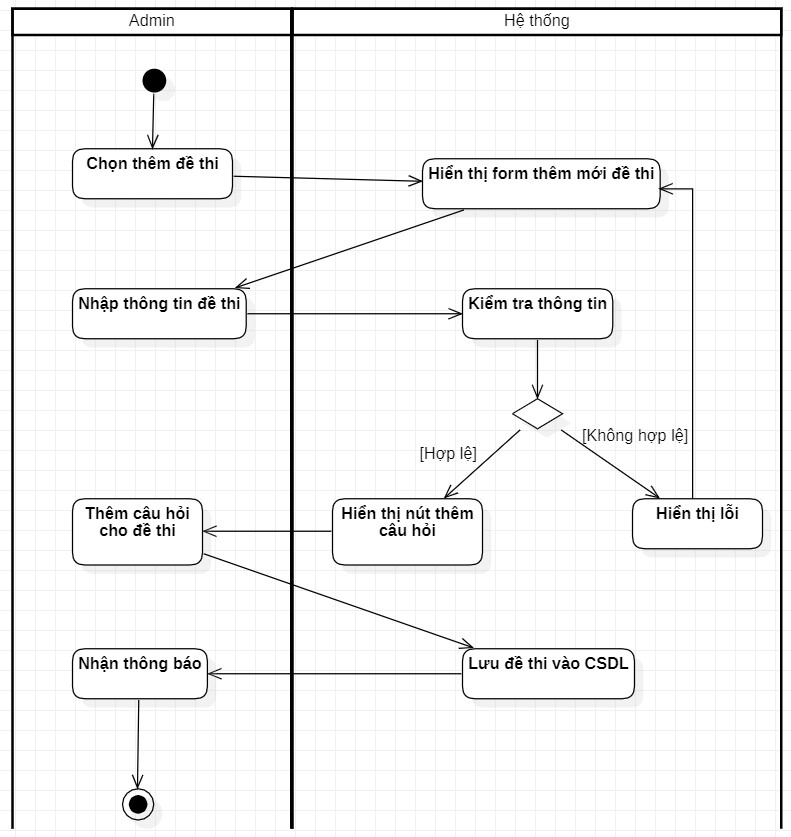 Admin
Hệ thống
Chọn thêm đề thi
Hiển thị form thêm mới đề thi
Nhập thông tin đề thi
Kiểm tra thông tin
[Hợp lệ]
[Không hợp lệ]
Thêm câu hỏi
cho đề thi
Hiển thị nút thêm
câu hỏi
Hiển thị lỗi
Nhận thông báo
Lưu đề thi vào CSDL